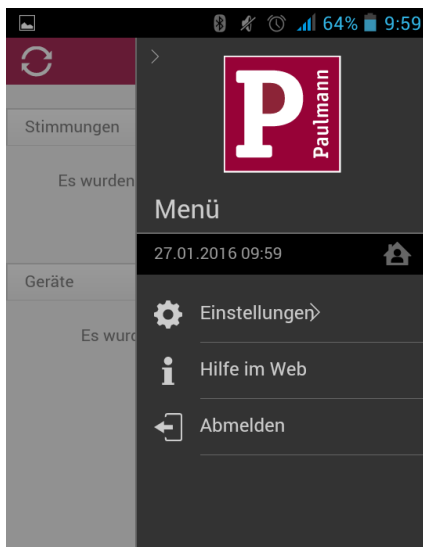 64% 9:59
P Paulmann
Stimmungen
Es wurden
Menü
27.01.2016 09:59
Geräte
Einstellungen
Es wurd
Hilfe im Web
Abmelden